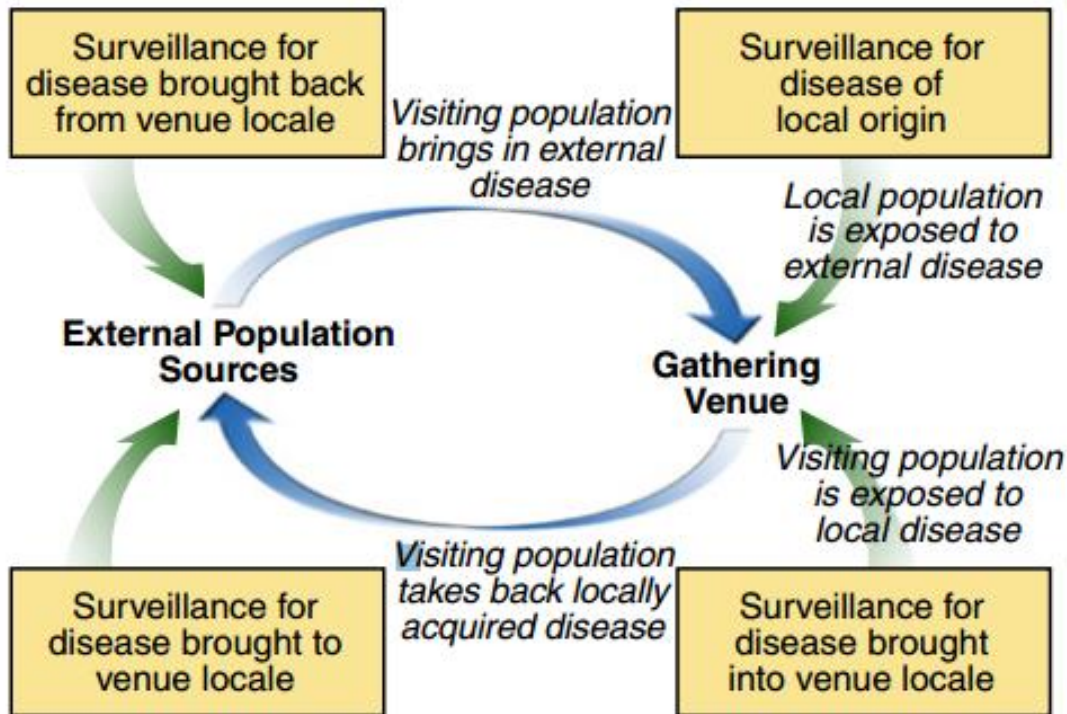 Surveillance for
disease brought back
from venue locale
Visiting population
brings in external
disease
Surveillance for
disease of
local origin
Local population
is exposed to
external disease
External Population
Sources
Gathering
Venue
Visiting population
is exposed to
local disease
Visiting population
takes back locally
acquired disease
Surveillance for
disease brought to
venue locale
Surveillance for
disease brought
into venue locale